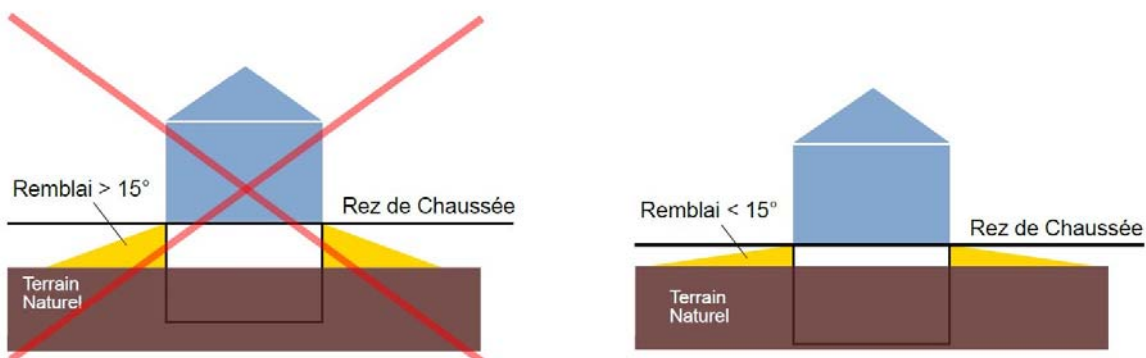 Remblai > 15°
Rez de Chaussée
Terrain
Naturel
Remblai < 15°
Rez de Chaussée
Terrain
Naturel